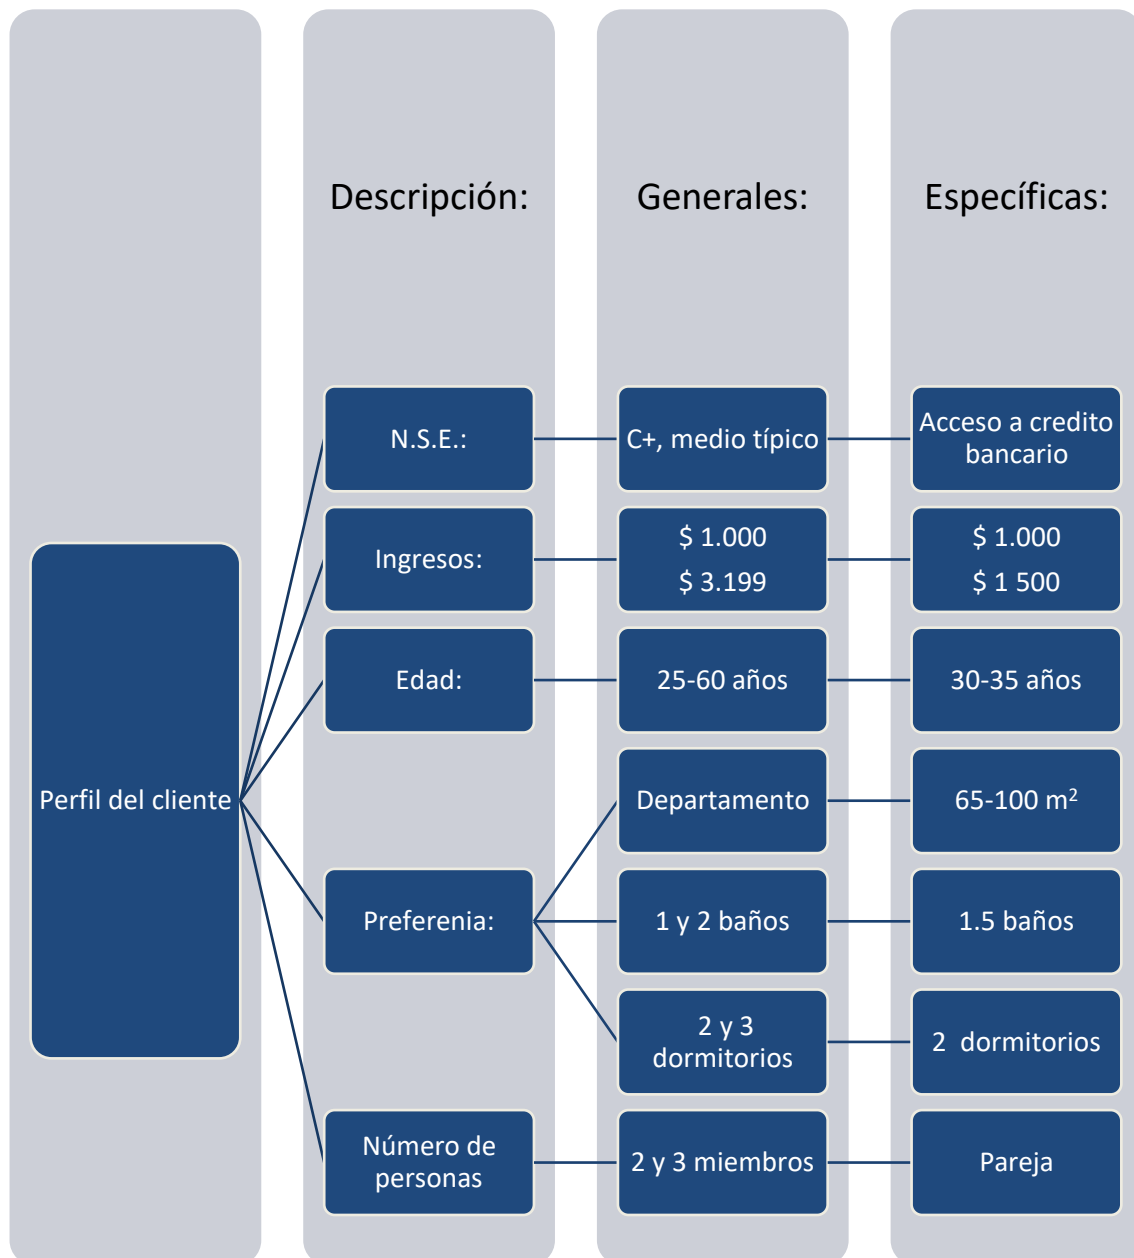 Descripción:
Generales:
Específicas:
N.S.E.:
C+, medio típico
Acceso a credito
bancario
Ingresos:
$ 1.000
$ 3.199
$ 1.000
$ 1 500
Edad:
25-60 años
30-35 años
Perfil del cliente
Departamento
65-100 m²
Preferenia:
1 y 2 baños
1.5 baños
2 y 3
dormitorios
2  dormitorios
Número de
personas
2 y 3 miembros
Pareja